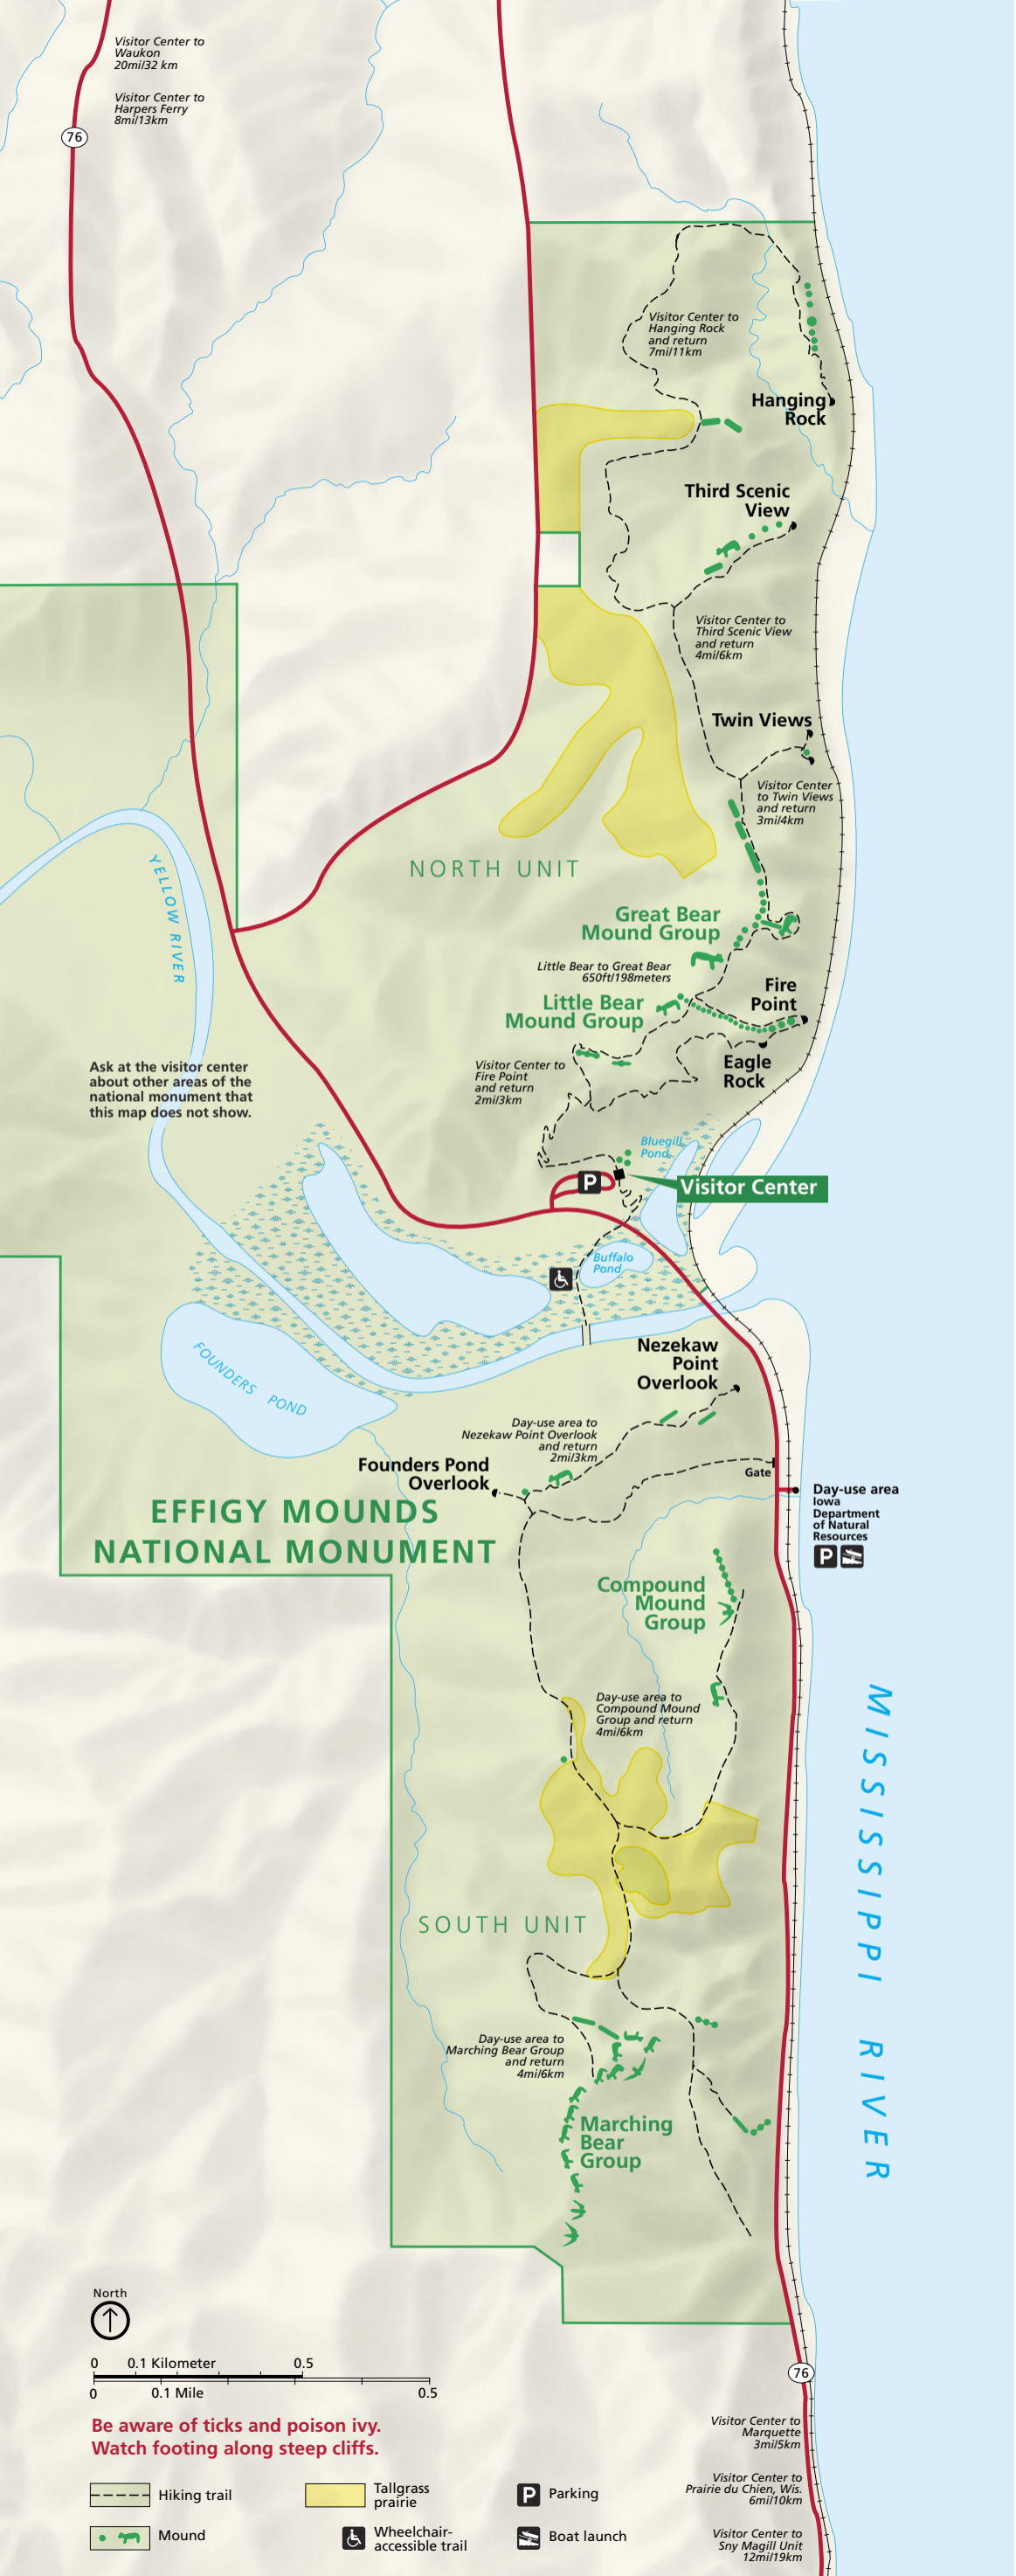 Visitor Center to
Waukon
20mi/32 km
Visitor Center to
Harpers Ferry
8mi/13km
76
Visitor Center to
Hanging Rock
and return
7mi/11km
Hanging
Rock
Third Scenic
View
Visitor Center to
Third Scenic View
and return
4mi/6km
Twin Views
Visitor Center
to Twin Views
and return
3mi/4km
NORTH UNIT
YELLOW RIVER
Great Bear
Mound Group
Little Bear to Great Bear
650ft/198meters
Fire
Point
Little Bear
Mound Group
Eagle
Rock
Visitor Center to
Fire Point
and return
2mi/3km
Ask at the visitor center
about other areas of the
national monument that
this map does not show.
Bluegill
Pond
P
Visitor Center
Buffalo
Pond
FOUNDERS POND
Nezekaw
Point
Overlook
Day-use area to
Nezekaw Point Overlook
and return
2mi/3km
Founders Pond
Overlook
Gate
Day-use area
Iowa
Department
of Natural
Resources
P
EFFIGY MOUNDS
NATIONAL MONUMENT
Compound
Mound
Group
Day-use area to
Compound Mound
Group and return
4mi/6km
MISSISSIPPI RIVER
SOUTH UNIT
Day-use area to
Marching Bear Group
and return
4mi/6km
Marching
Bear
Group
North
0 0.1 Kilometer 0.5
0 0.1 Mile 0.5
76
Be aware of ticks and poison ivy.
Watch footing along steep cliffs.
Visitor Center to
Marquette
3mi/5km
Visitor Center to
Prairie du Chien, Wis.
6mi/10km
Visitor Center to
Sny Magill Unit
12mi/19km
Hiking trail
Tallgrass
prairie
P
Parking
Mound
Wheelchair-
accessible trail
Boat launch